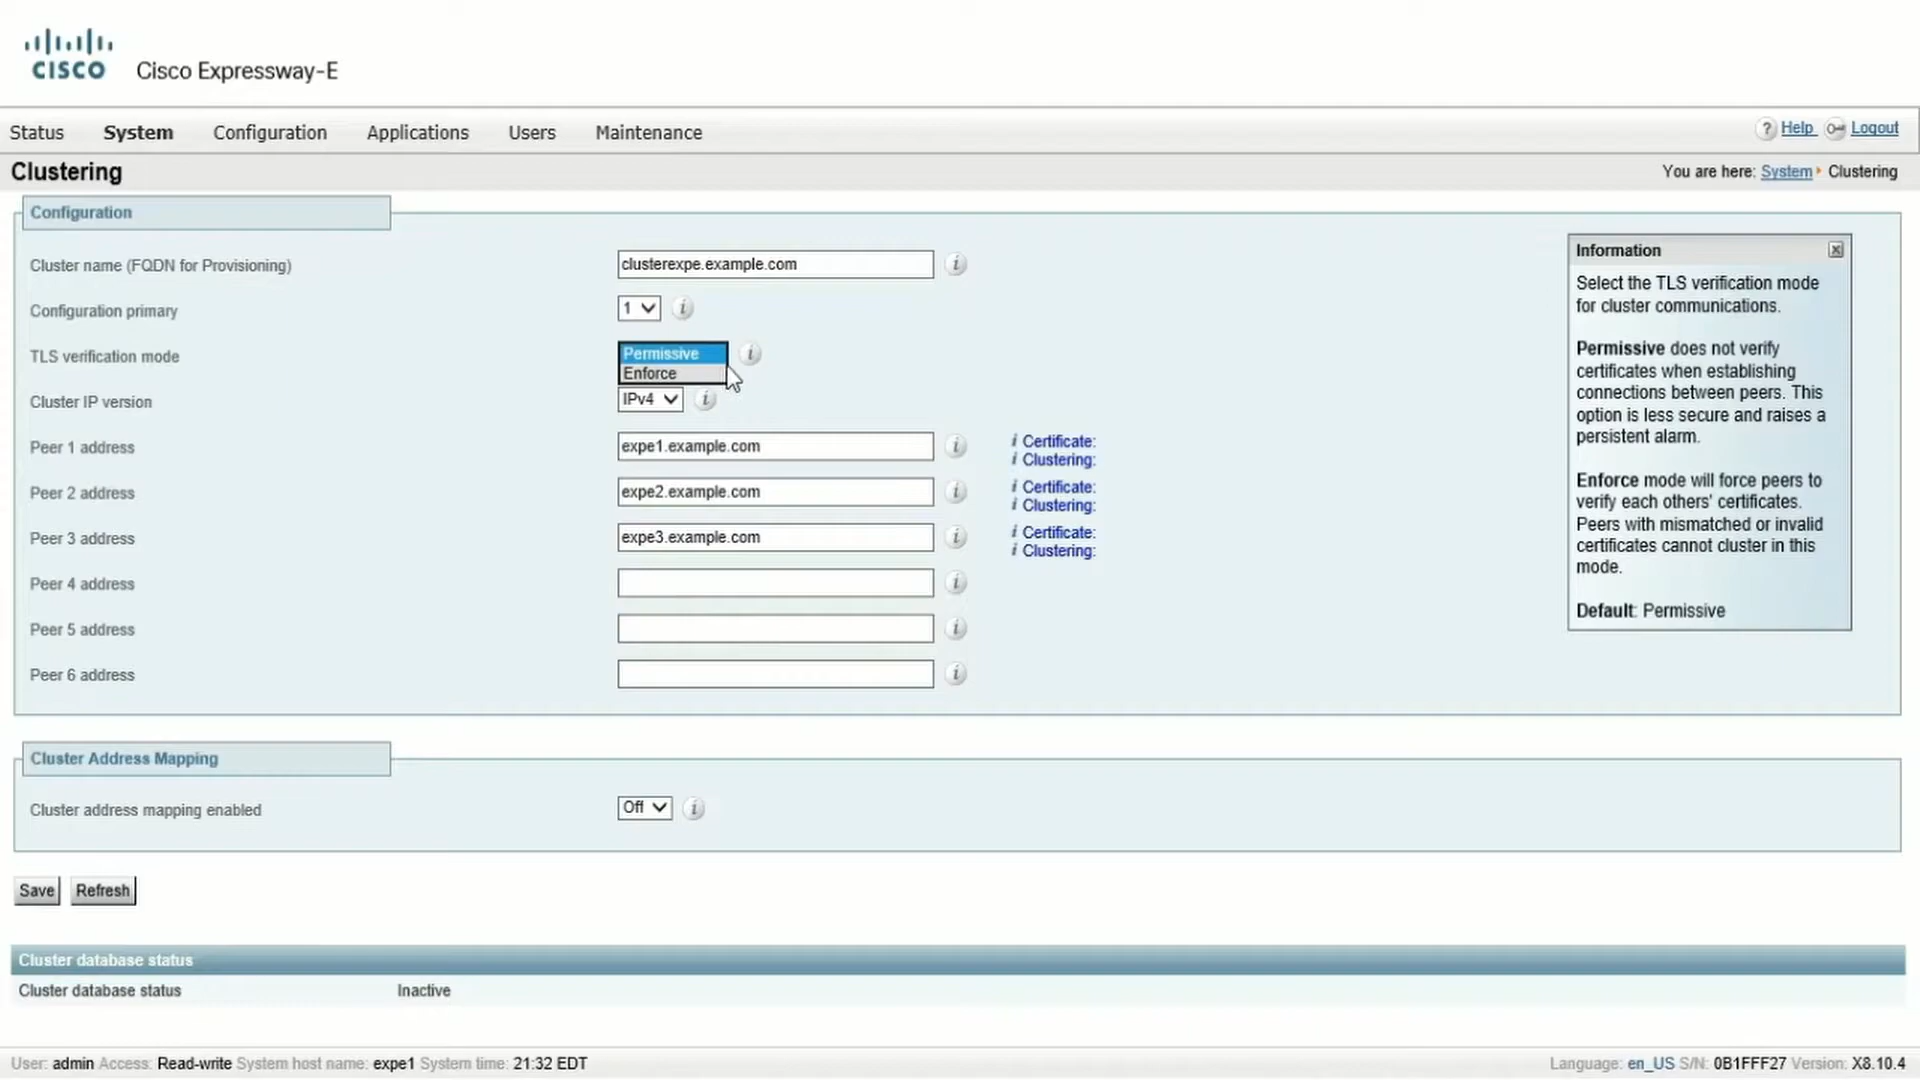 CISCO
Cisco Expressway-E
Status System Configuration Applications Users Maintenance
? Help Logout
Clustering
You are here: System Clustering
Configuration
Cluster name (FQDN for Provisioning) clusterexpe.example.com i
Configuration primary 1 i
TLS verification mode Permissive i
Enforce
Cluster IP version IPv4 i
Peer 1 address expe1.example.com i
i Certificate:
i Clustering:
Peer 2 address expe2.example.com i
i Certificate:
i Clustering:
Peer 3 address expe3.example.com i
i Certificate:
i Clustering:
Peer 4 address i
Peer 5 address i
Peer 6 address i
Information
Select the TLS verification mode
for cluster communications.
Permissive does not verify
certificates when establishing
connections between peers. This
option is less secure and raises a
persistent alarm.
Enforce mode will force peers to
verify each others' certificates.
Peers with mismatched or invalid
certificates cannot cluster in this
mode.
Default: Permissive
Cluster Address Mapping
Cluster address mapping enabled Off i
Save Refresh
Cluster database status
Cluster database status Inactive
User: admin Access: Read-write System host name: expe1 System time: 21:32 EDT
Language: en_US S/N: 0B1FFF27 Version: X8.10.4